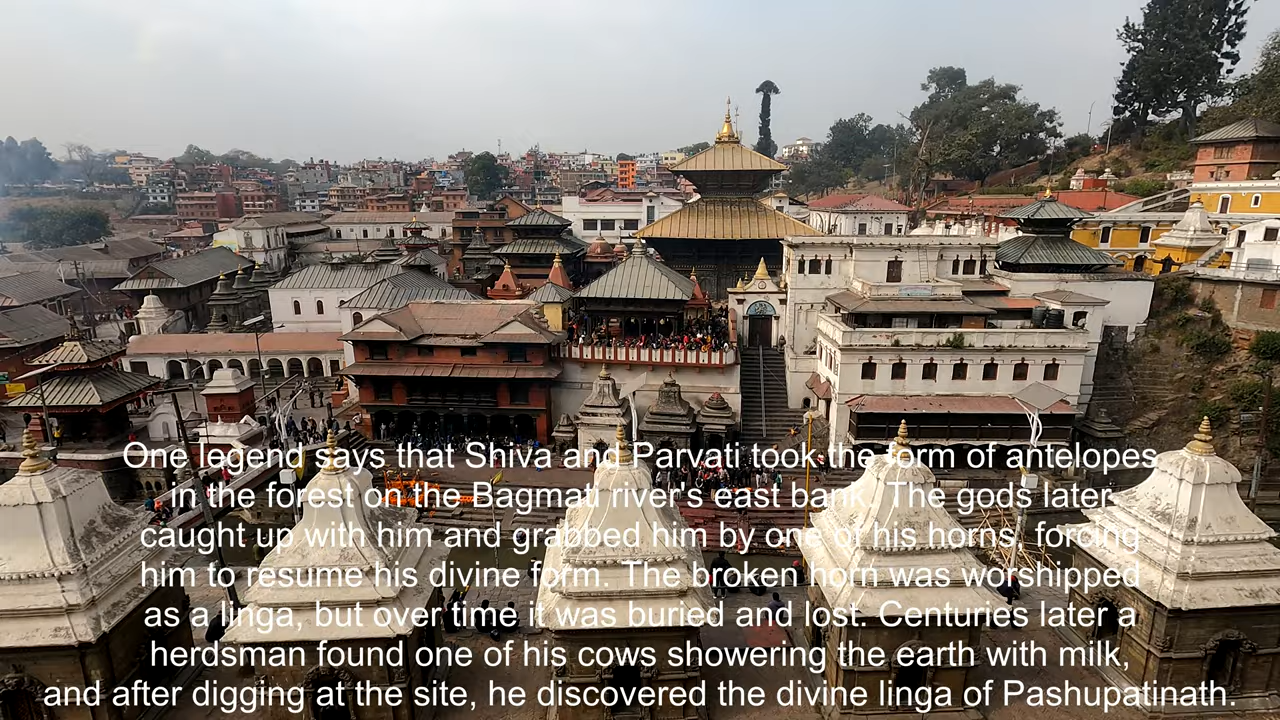 One legend says that Shiva and Parvati took the form of antelopes
in the forest on the Bagmati river's east bank. The gods later
caught up with him and grabbed him by one of his horns, forcing
him to resume his divine form. The broken horn was worshipped
as a linga, but over time it was buried and lost. Centuries later a
herdsman found one of his cows showering the earth with milk,
and after digging at the site, he discovered the divine linga of Pashupatinath.